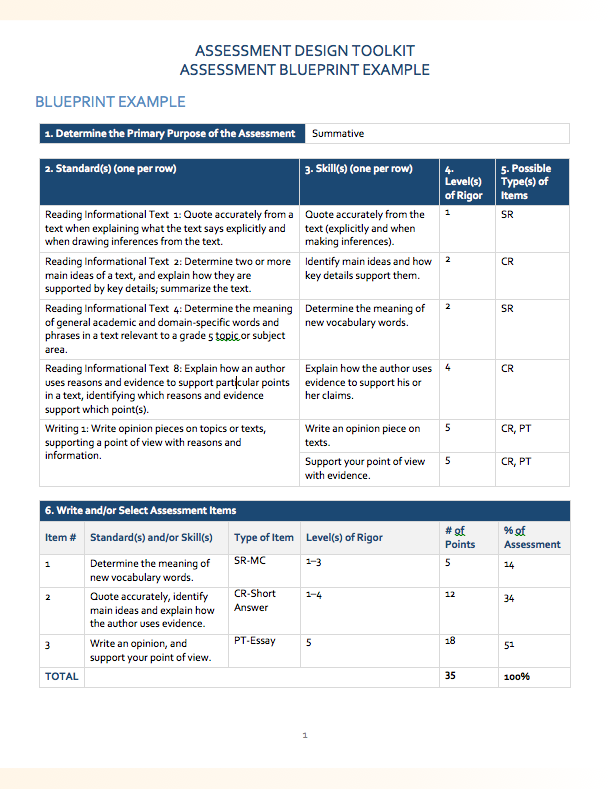 ASSESSMENT DESIGN TOOLKIT
ASSESSMENT BLUEPRINT EXAMPLE
BLUEPRINT EXAMPLE
1. Determine the Primary Purpose of the Assessment
Summative
2. Standard(s) (one per row)
3. Skill(s) (one per row)
4.
Level(s)
of Rigor
5. Possible
Type(s) of
Items
Reading Informational Text 1: Quote accurately from a
text when explaining what the text says explicitly and
when drawing inferences from the text.
Quote accurately from the
text (explicitly and when
making inferences).
1
SR
Reading Informational Text 2: Determine two or more
main ideas of a text, and explain how they are
supported by key details; summarize the text.
Identify main ideas and how
key details support them.
2
CR
Reading Informational Text 4: Determine the meaning
of general academic and domain-specific words and
phrases in a text relevant to a grade 5 topic or subject
area.
Determine the meaning of
new vocabulary words.
2
SR
Reading Informational Text 8: Explain how an author
uses reasons and evidence to support particular points
in a text, identifying which reasons and evidence
support which point(s).
Explain how the author uses
evidence to support his or
her claims.
4
CR
Writing 1: Write opinion pieces on topics or texts,
supporting a point of view with reasons and
information.
Write an opinion piece on
texts.
5
CR, PT
Support your point of view
with evidence.
5
CR, PT
6. Write and/or Select Assessment Items
Item #
Standard(s) and/or Skill(s)
Type of Item
Level(s) of Rigor
# of
Points
% of
Assessment
1
Determine the meaning of
new vocabulary words.
SR-MC
1–3
5
14
2
Quote accurately, identify
main ideas and explain how
the author uses evidence.
CR-Short
Answer
1–4
12
34
3
Write an opinion, and
support your point of view.
PT-Essay
5
18
51
TOTAL
35
100%
1